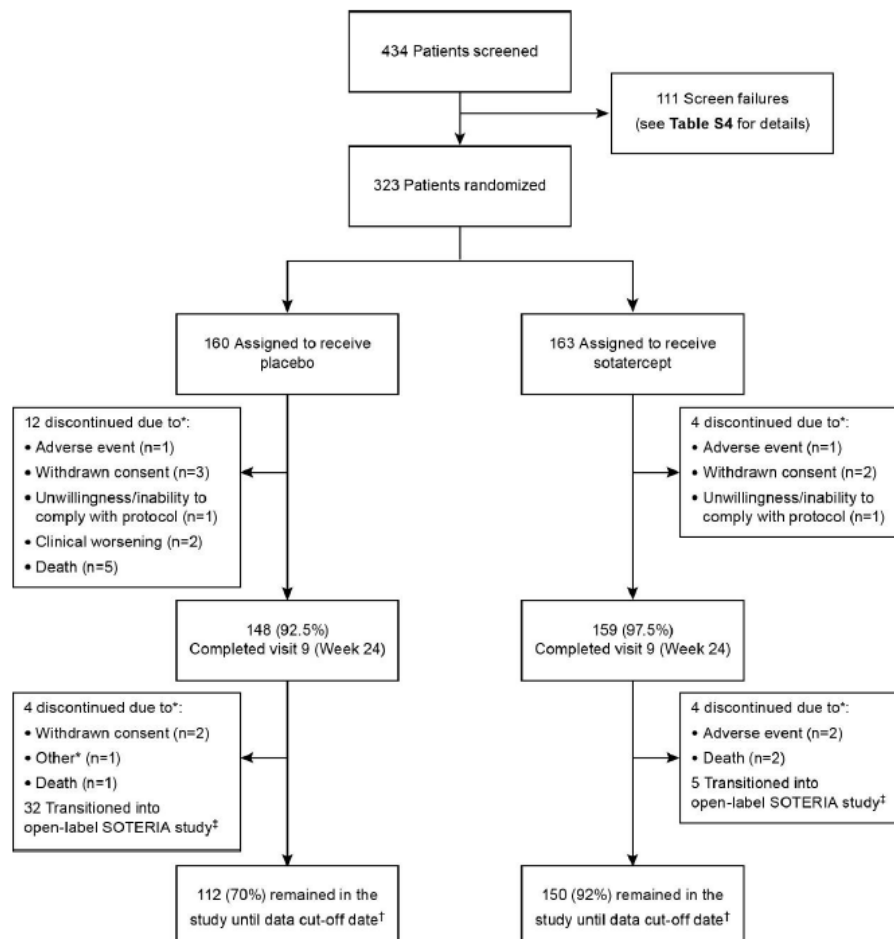 434 Patients screened
111 Screen failures
(see Table S4 for details)
323 Patients randomized
160 Assigned to receive
placebo
163 Assigned to receive
sotatercept
12 discontinued due to*:
• Adverse event (n=1)
• Withdrawn consent (n=3)
• Unwillingness/inability to
comply with protocol (n=1)
• Clinical worsening (n=2)
• Death (n=5)
4 discontinued due to*:
• Adverse event (n=1)
• Withdrawn consent (n=2)
• Unwillingness/inability to
comply with protocol (n=1)
148 (92.5%)
Completed visit 9 (Week 24)
159 (97.5%)
Completed visit 9 (Week 24)
4 discontinued due to*:
• Withdrawn consent (n=2)
• Other* (n=1)
• Death (n=1)
32 Transitioned into
open-label SOTERIA study‡
4 discontinued due to*:
• Adverse event (n=2)
• Death (n=2)
5 Transitioned into
open-label SOTERIA study‡
112 (70%) remained in the
study until data cut-off date†
150 (92%) remained in the
study until data cut-off date†